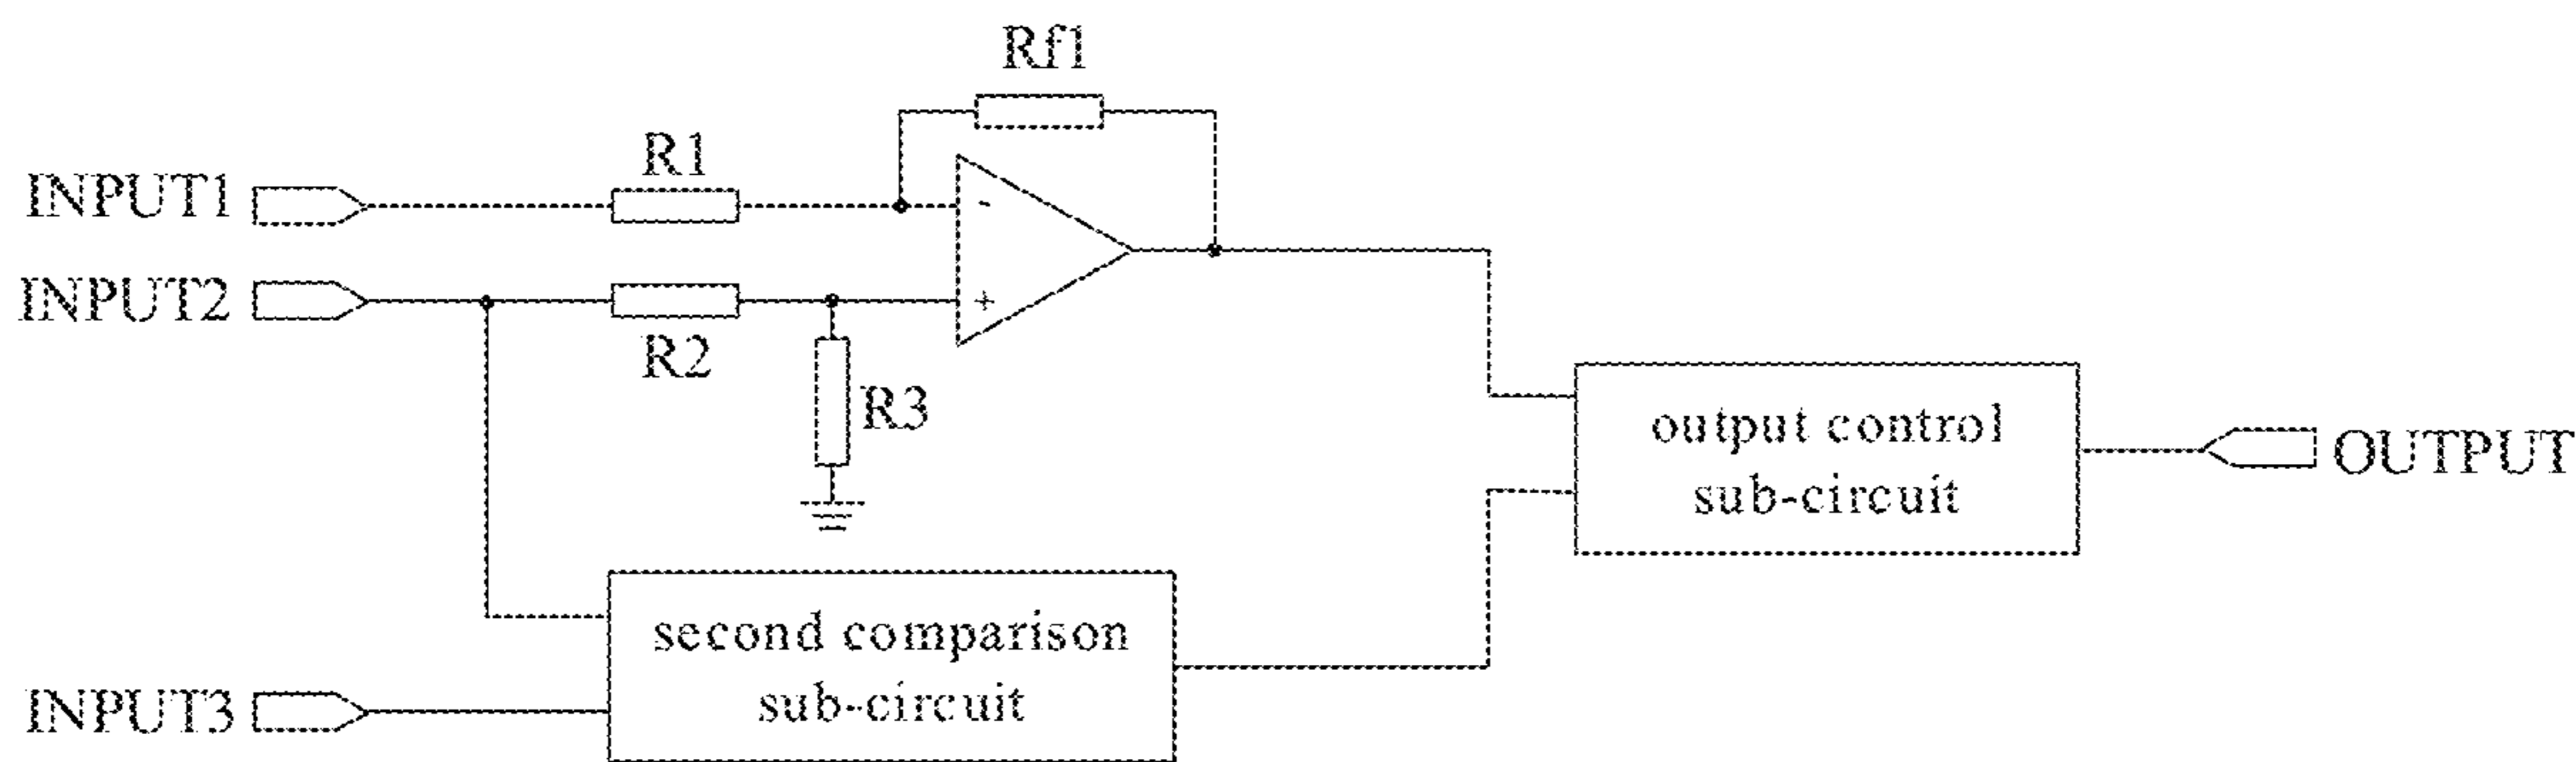 Rf1
R1
INPUT1
-
INPUT2
+
R2
R3
output control
sub-circuit
OUTPUT
second comparison
sub-circuit
INPUT3